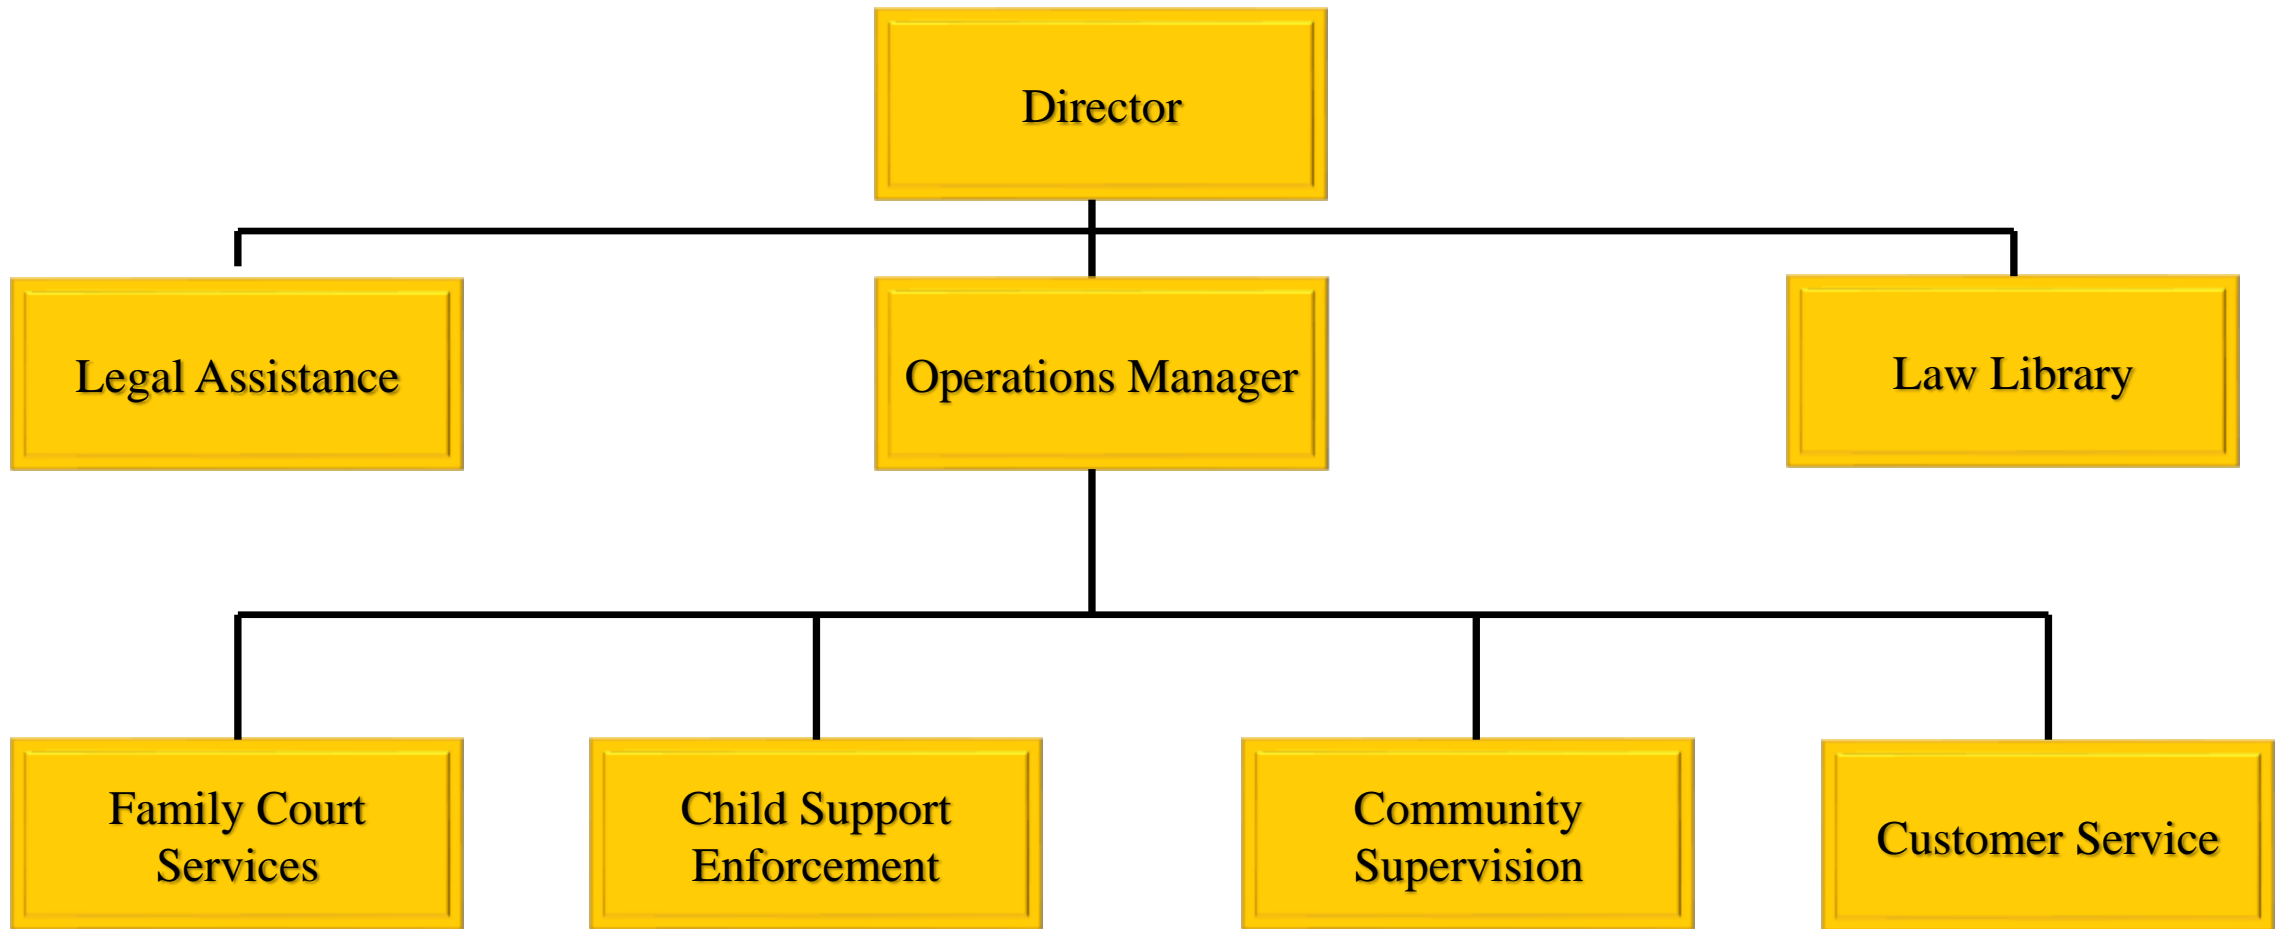 Director
Legal Assistance
Operations Manager
Law Library
Family Court
Services
Child Support
Enforcement
Community
Supervision
Customer Service